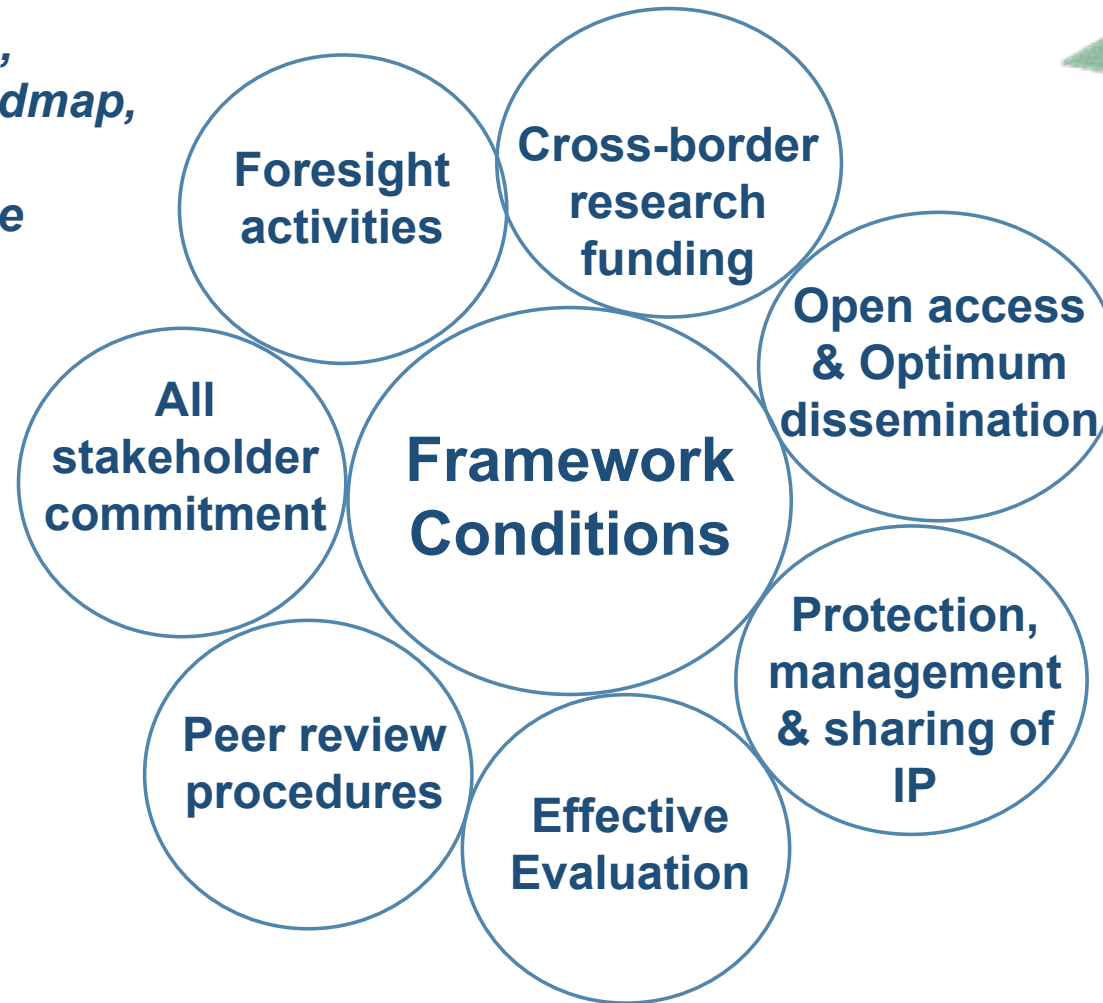 ,
dmap,
e
Foresight
activities
Cross-border
research
funding
Open access
& Optimum
dissemination
All
stakeholder
commitment
Framework
Conditions
Protection,
management
& sharing of
IP
Peer review
procedures
Effective
Evaluation